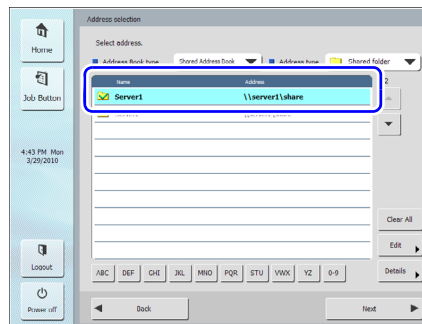 Address selection
Home
Select address.
Address Book type Shared Address Book Address type Shared folder
2
Name Address
Server1 \\server1\share
Job Button
4:43 PM Mon
3/29/2010
Clear All
Edit
Details
ABC DEF GHI JKL MNO PQR STU VWX YZ 0-9
Logout
Power off
Back Next